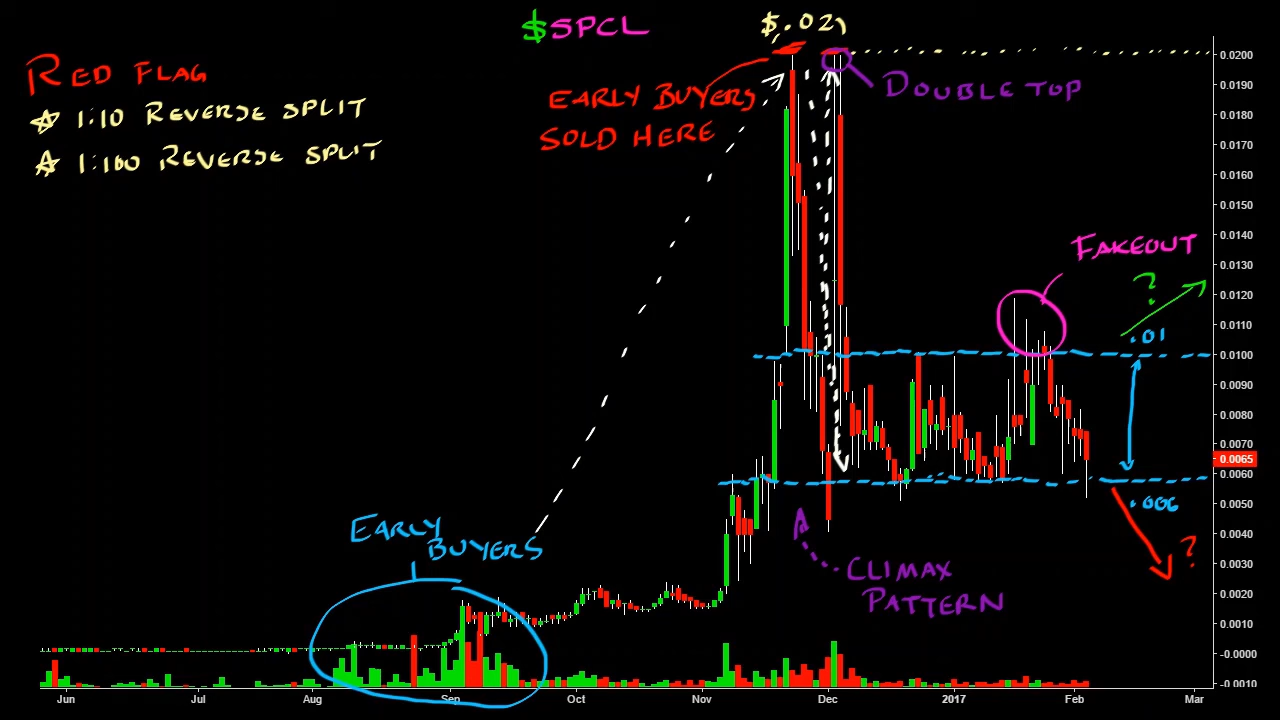 $SPCL
$.021
RED FLAG
☆ 1:10 REVERSE SPLIT
☆ 1:100 REVERSE SPLIT
EARLY BUYERS
SOLD HERE
DOUBLE TOP
FAKEOUT
?
.01
.006
?
EARLY
BUYERS
CLIMAX
PATTERN
0.0200
0.0190
0.0180
0.0170
0.0160
0.0150
0.0140
0.0130
0.0120
0.0110
0.0100
0.0090
0.0080
0.0070
0.0065
0.0060
0.0050
0.0040
0.0030
0.0020
0.0010
-0.0000
-0.0010
Jun Jul Aug Sep Oct Nov Dec 2017 Feb Mar